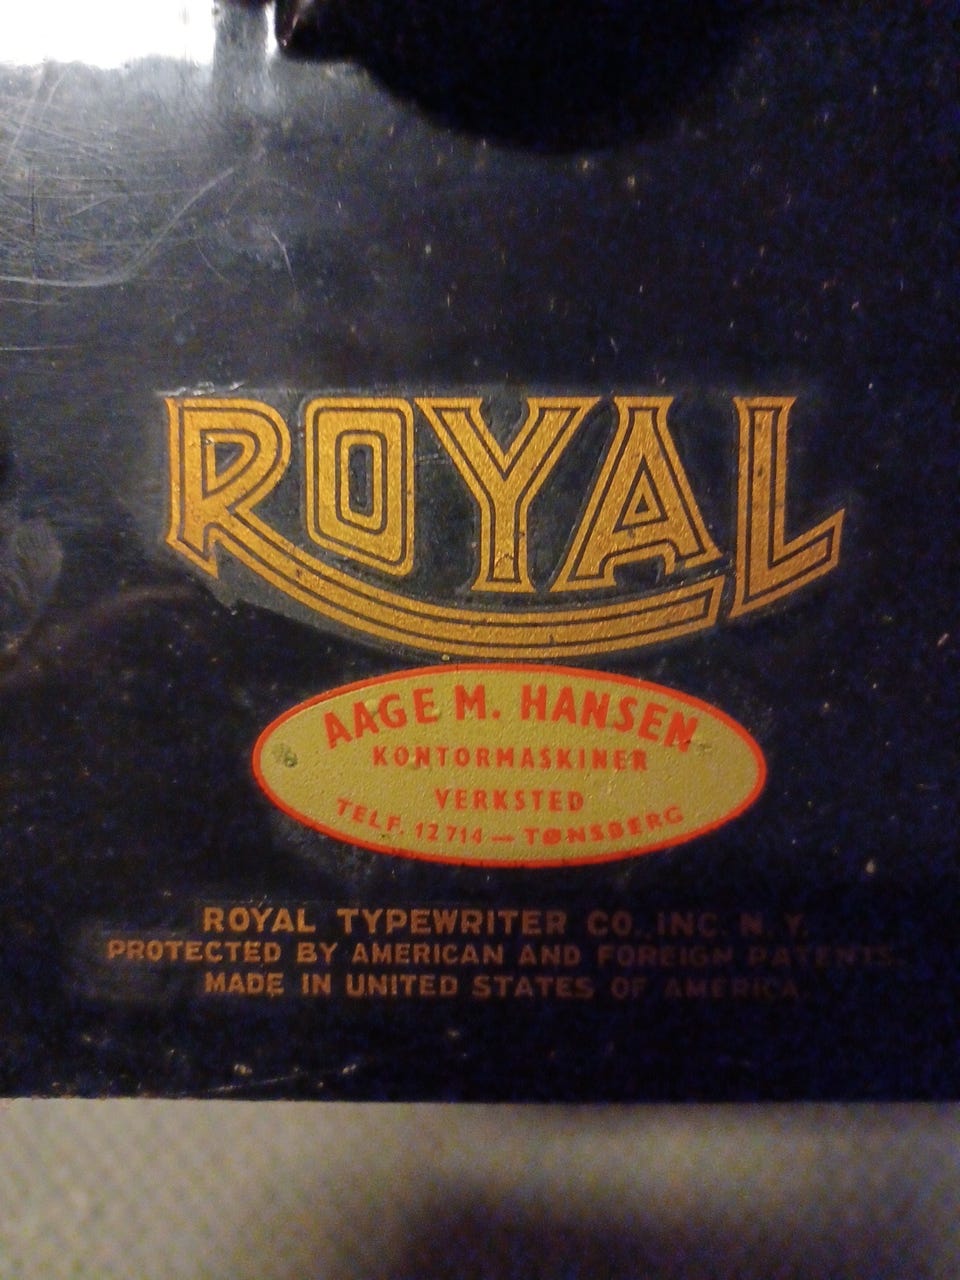 ROYAL
AAGE M. HANSEN
KONTORMASKINER
VERKSTED
TELF. 12714 — TØNSBERG
ROYAL TYPEWRITER CO., INC. N. Y.
PROTECTED BY AMERICAN AND FOREIGN PATENTS.
MADE IN UNITED STATES OF AMERICA.